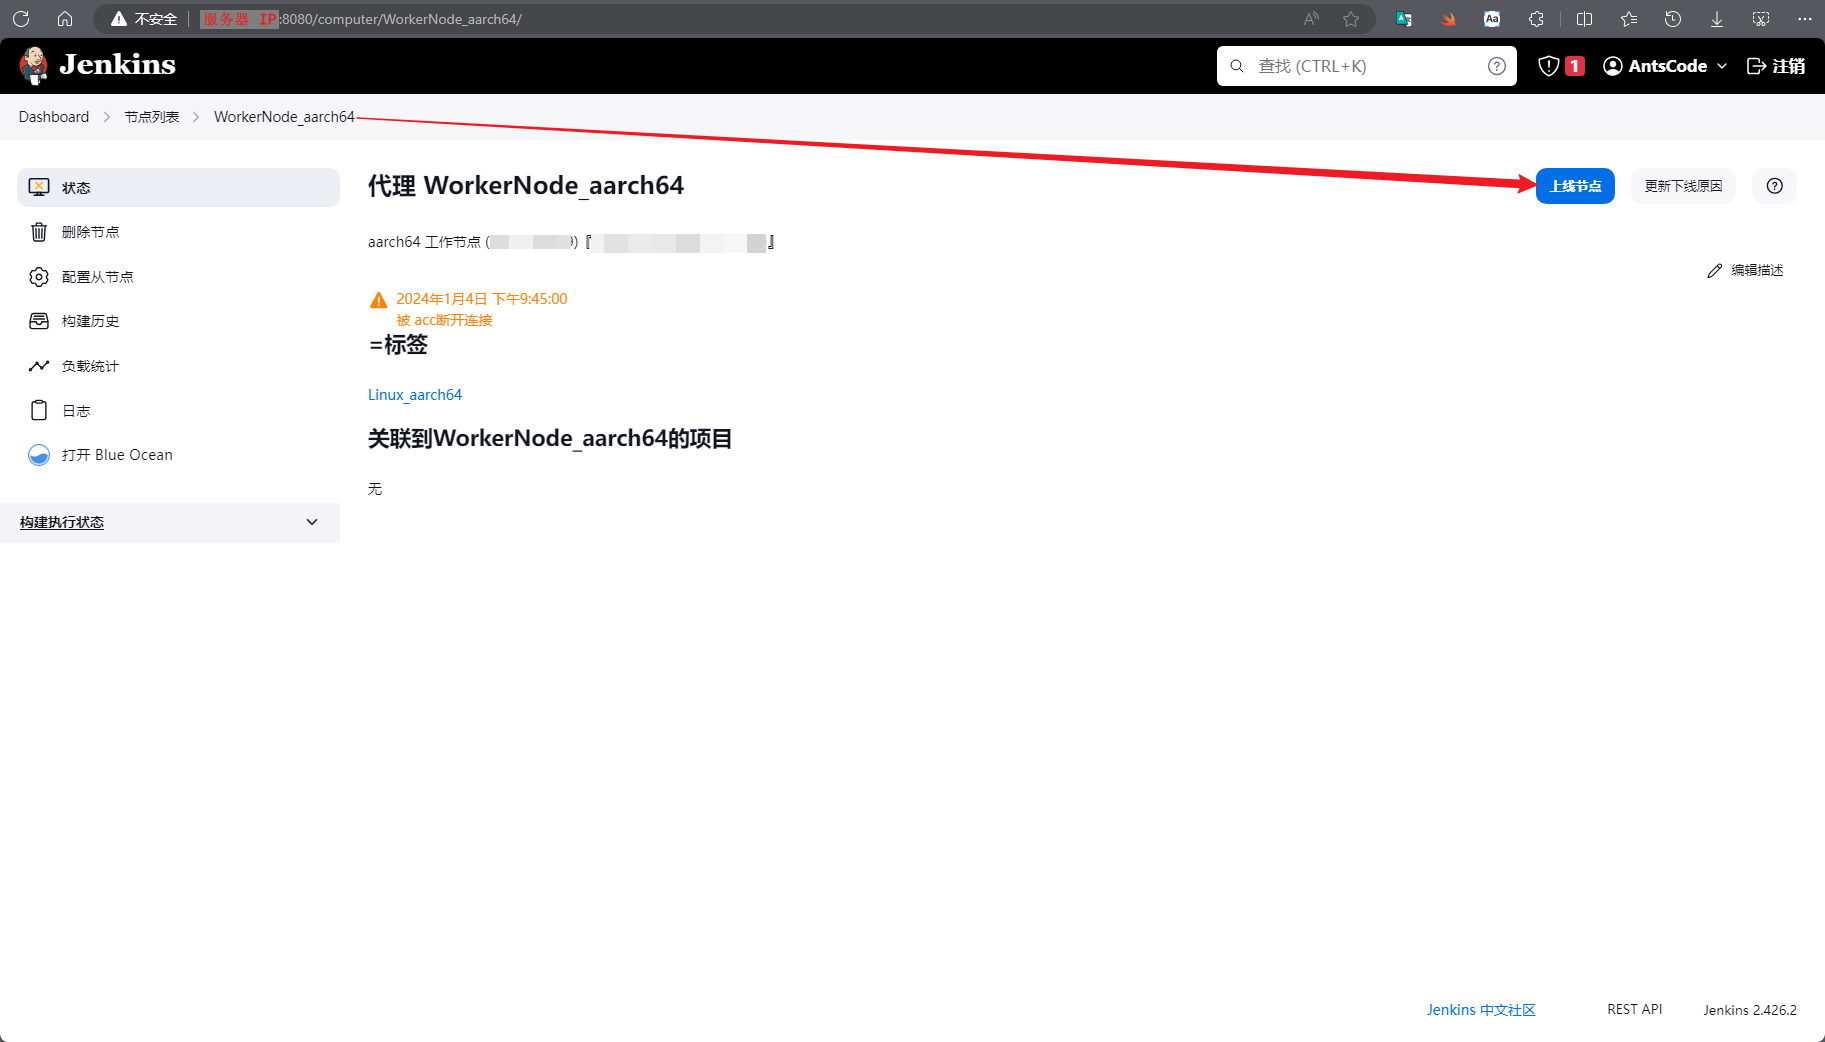 不安全
服务器 IP:8080/computer/WorkerNode_aarch64/
Jenkins
查找 (CTRL+K)
1
AntsCode
注销
Dashboard
节点列表
WorkerNode_aarch64
状态
删除节点
配置从节点
构建历史
负载统计
日志
打开 Blue Ocean
构建执行状态
代理 WorkerNode_aarch64
上线节点
更新下线原因
aarch64 工作节点 ( 9)『 』
编辑描述
2024年1月4日 下午9:45:00
被 acc断开连接
=标签
Linux_aarch64
关联到WorkerNode_aarch64的项目
无
Jenkins 中文社区
REST API
Jenkins 2.426.2